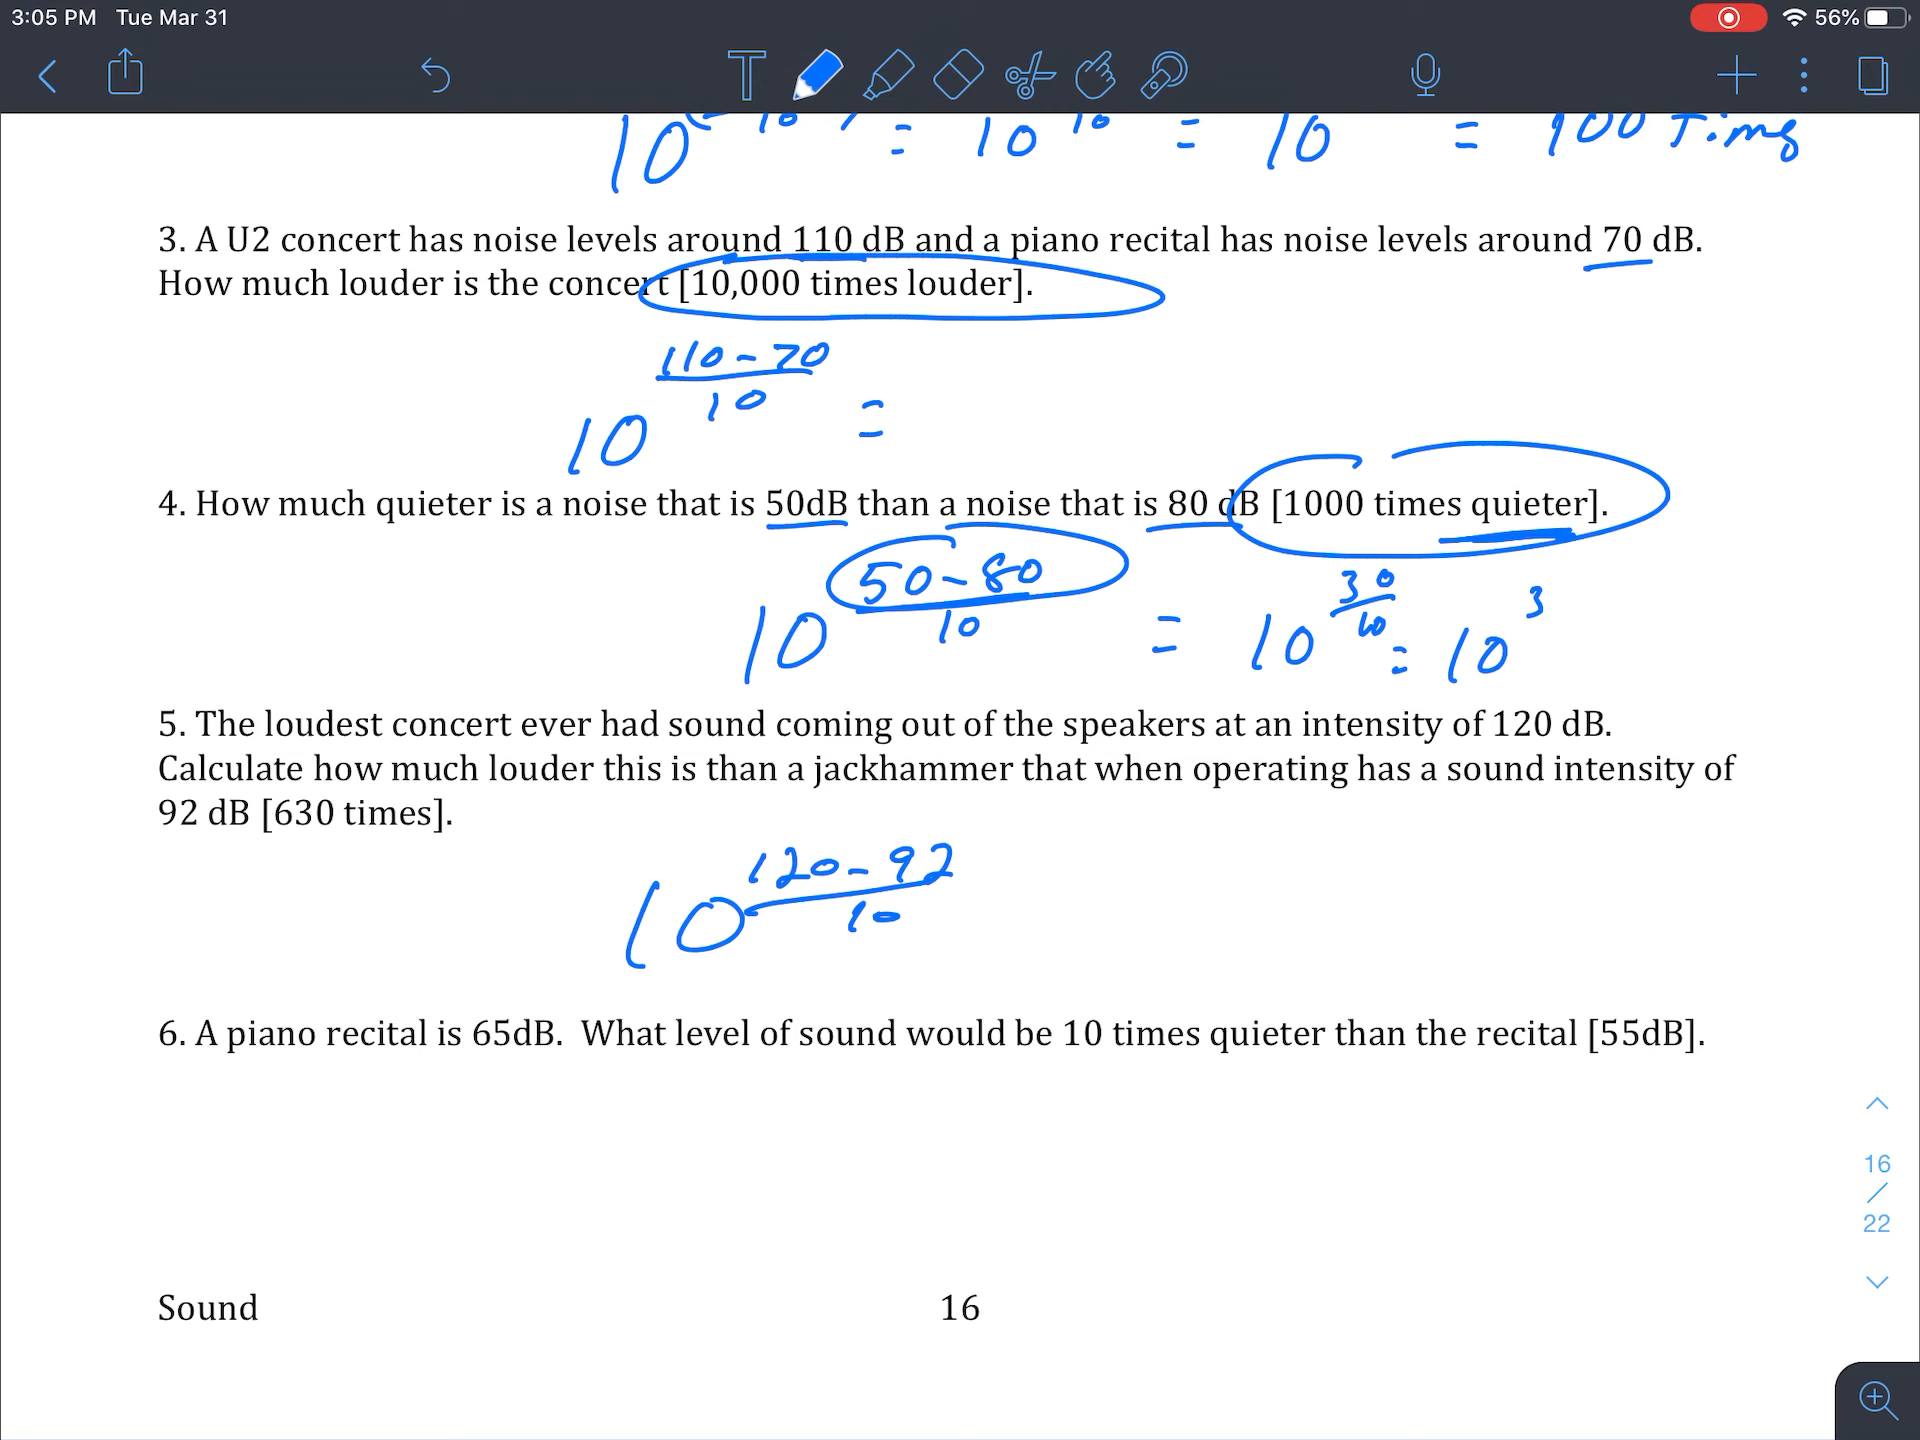 3:05 PM Tue Mar 31 56%
T
= 10 10 = 10 = 100 Times
3. A U2 concert has noise levels around 110 dB and a piano recital has noise levels around 70 dB.
How much louder is the concert [10,000 times louder].
110-70
10
10 =
4. How much quieter is a noise that is 50dB than a noise that is 80 dB [1000 times quieter].
50-80 30 3
10 10
10 = 10 = 10
5. The loudest concert ever had sound coming out of the speakers at an intensity of 120 dB.
Calculate how much louder this is than a jackhammer that when operating has a sound intensity of
92 dB [630 times].
120-92
10
10
6. A piano recital is 65dB. What level of sound would be 10 times quieter than the recital [55dB].
16
/
22
Sound 16